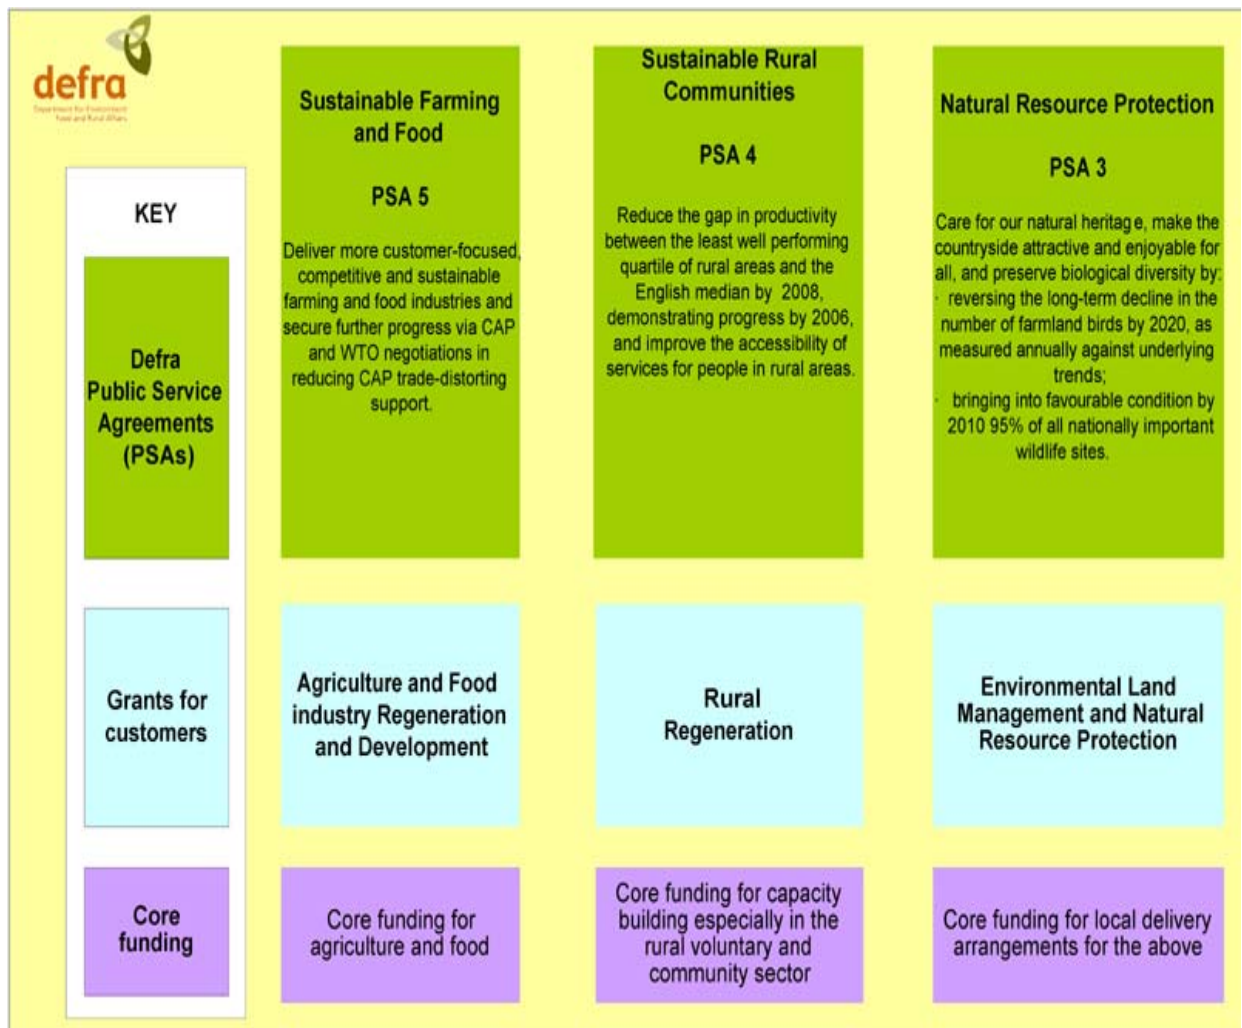 defra
Department for Environment
Food and Rural Affairs
KEY
Defra
Public Service
Agreements
(PSAs)
Grants for
customers
Core
funding
Sustainable Farming
and Food
PSA 5
Deliver more customer-focused,
competitive and sustainable
farming and food industries and
secure further progress via CAP
and WTO negotiations in
reducing CAP trade-distorting
support.
Agriculture and Food
industry Regeneration
and Development
Core funding for
agriculture and food
Sustainable Rural
Communities
PSA 4
Reduce the gap in productivity
between the least well performing
quartile of rural areas and the
English median by 2008,
demonstrating progress by 2006,
and improve the accessibility of
services for people in rural areas.
Rural
Regeneration
Core funding for capacity
building especially in the
rural voluntary and
community sector
Natural Resource Protection
PSA 3
Care for our natural heritage, make the
countryside attractive and enjoyable for
all, and preserve biological diversity by:
· reversing the long-term decline in the
number of farmland birds by 2020, as
measured annually against underlying
trends;
· bringing into favourable condition by
2010 95% of all nationally important
wildlife sites.
Environmental Land
Management and Natural
Resource Protection
Core funding for local delivery
arrangements for the above